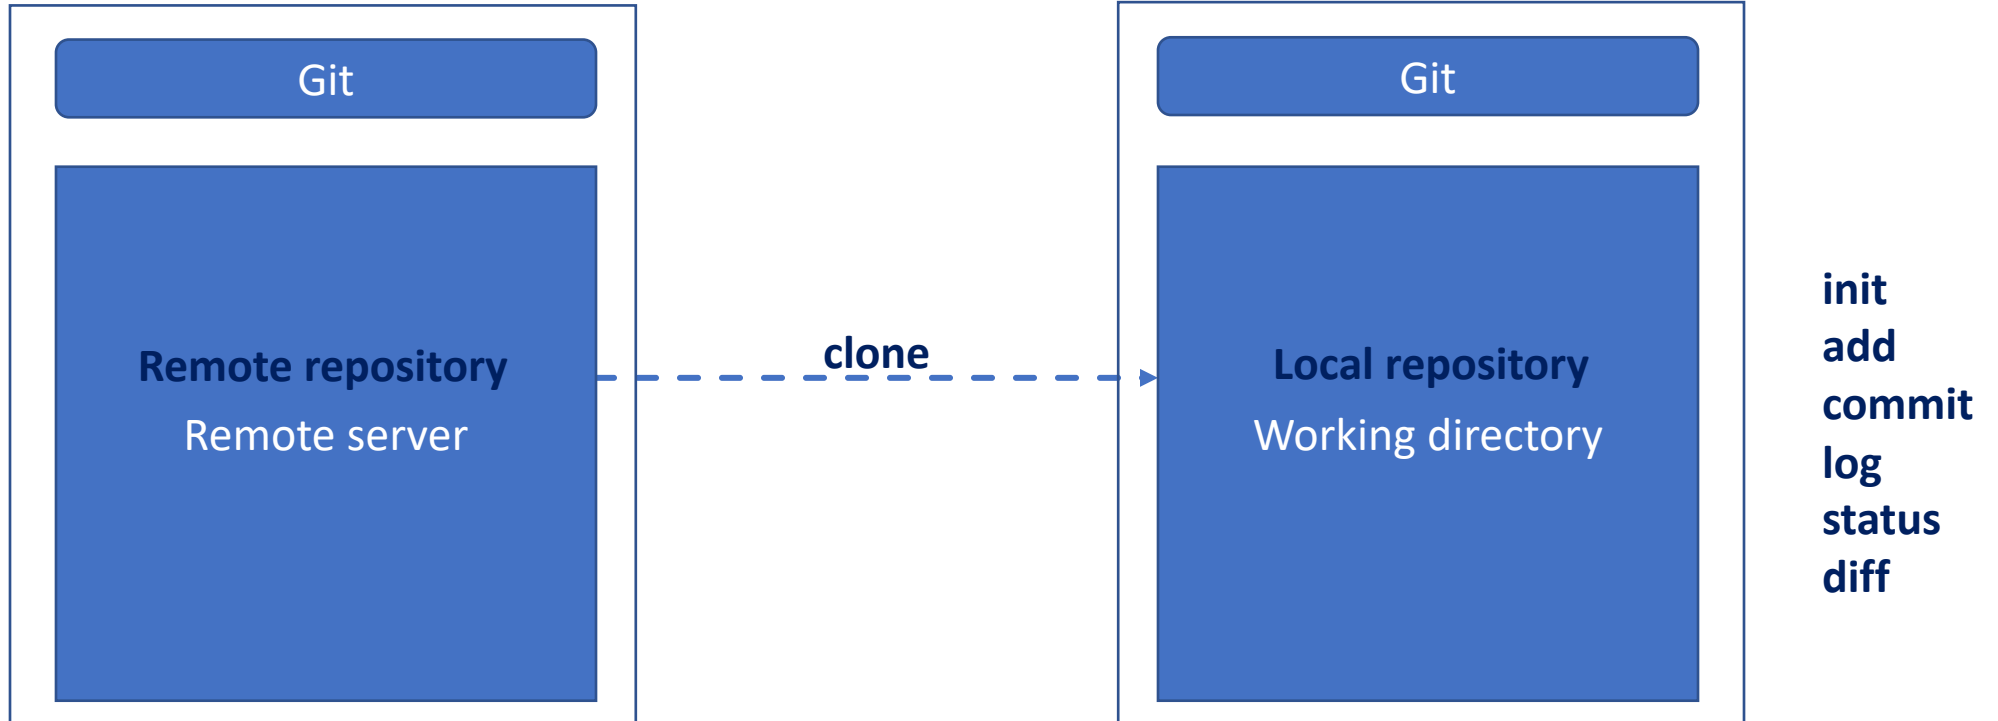 Git
Remote repository
Remote server
clone
Git
Local repository
Working directory
init
add
commit
log
status
diff